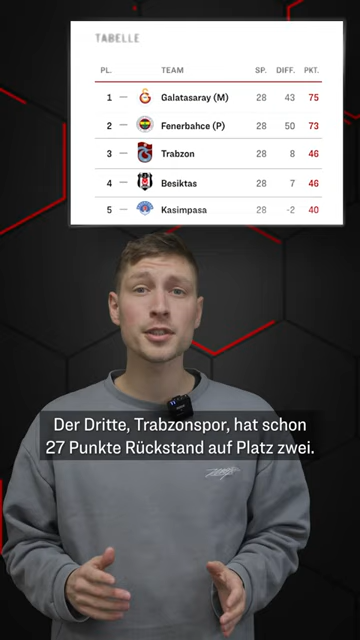 TABELLE
PL. TEAM SP. DIFF. PKT.
1 — Galatasaray (M) 28 43 75
2 — Fenerbahce (P) 28 50 73
3 — Trabzon 28 8 46
4 — Besiktas 28 7 46
5 — Kasimpasa 28 -2 40
Der Dritte, Trabzonspor, hat schon
27 Punkte Rückstand auf Platz zwei.